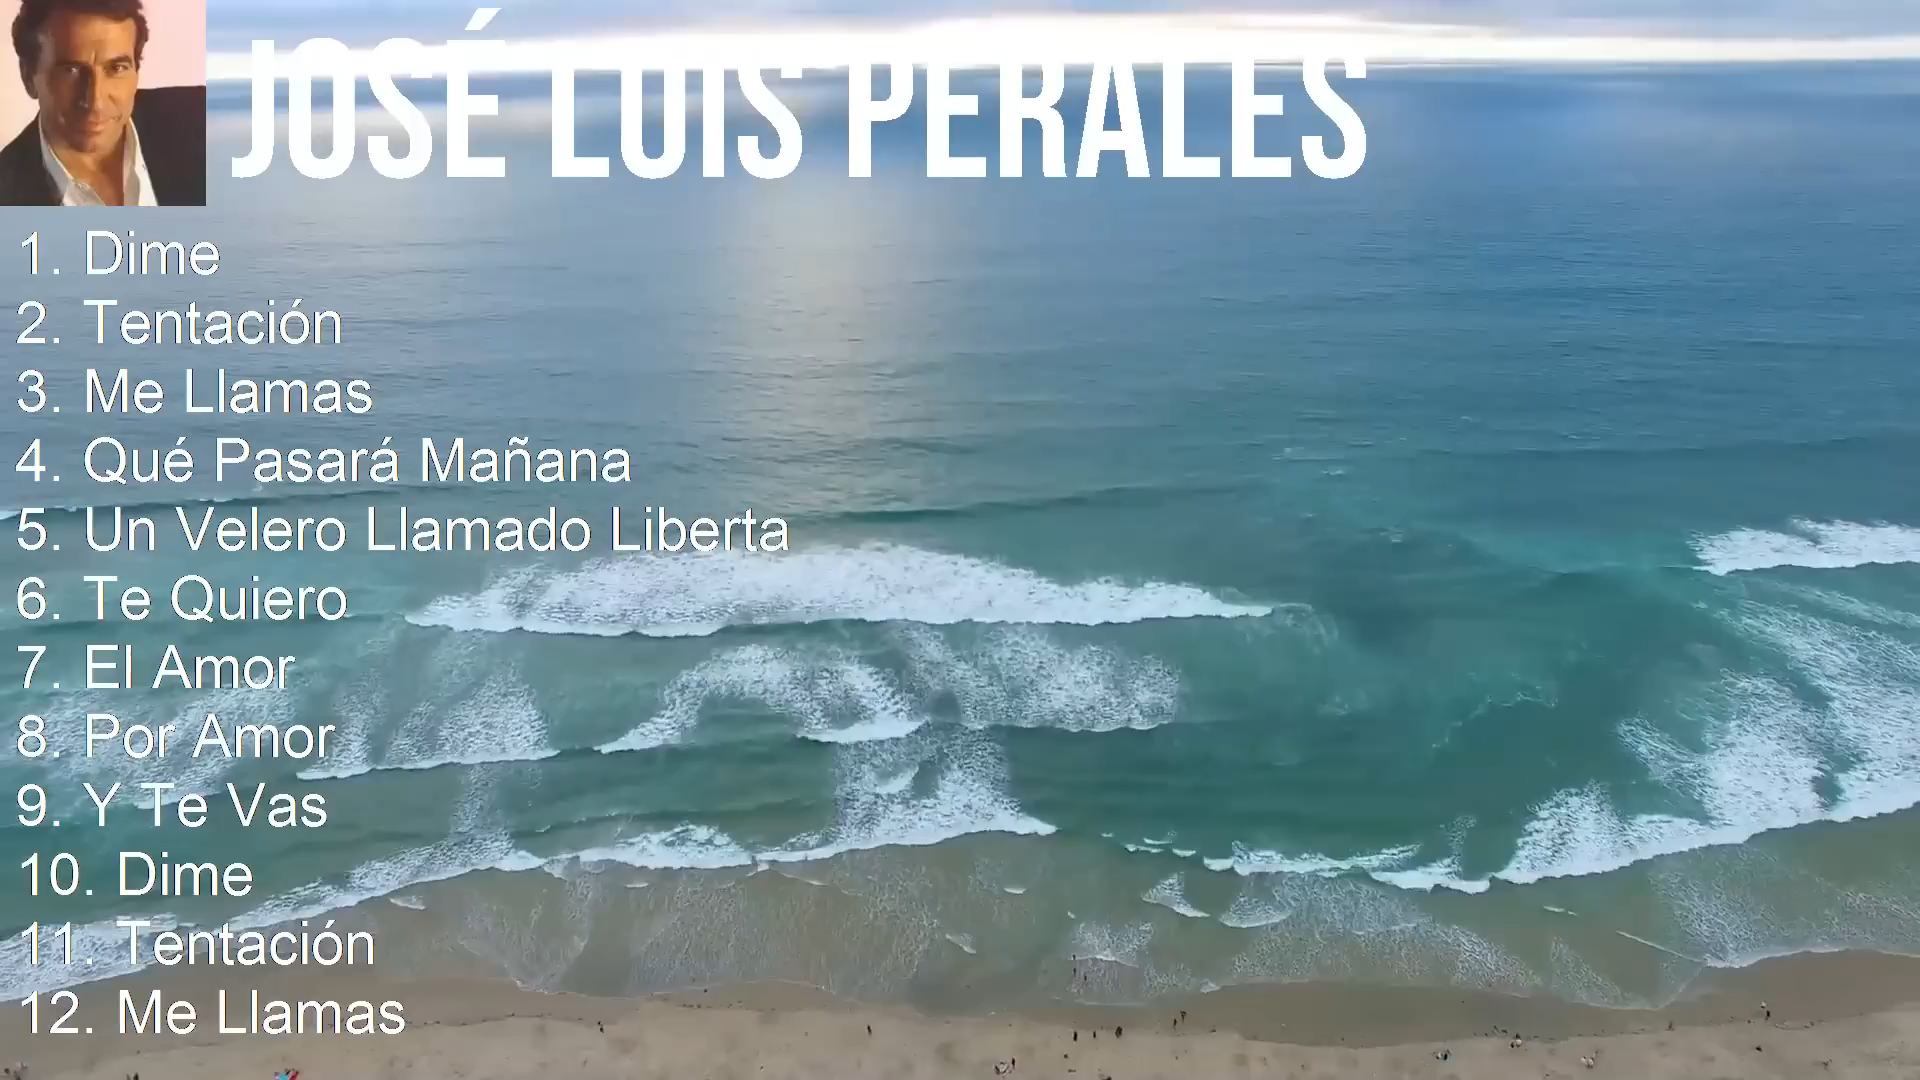 JOSÉ LUIS PERALES
1. Dime
2. Tentación
3. Me Llamas
4. Qué Pasará Mañana
5. Un Velero Llamado Liberta
6. Te Quiero
7. El Amor
8. Por Amor
9. Y Te Vas
10. Dime
11. Tentación
12. Me Llamas